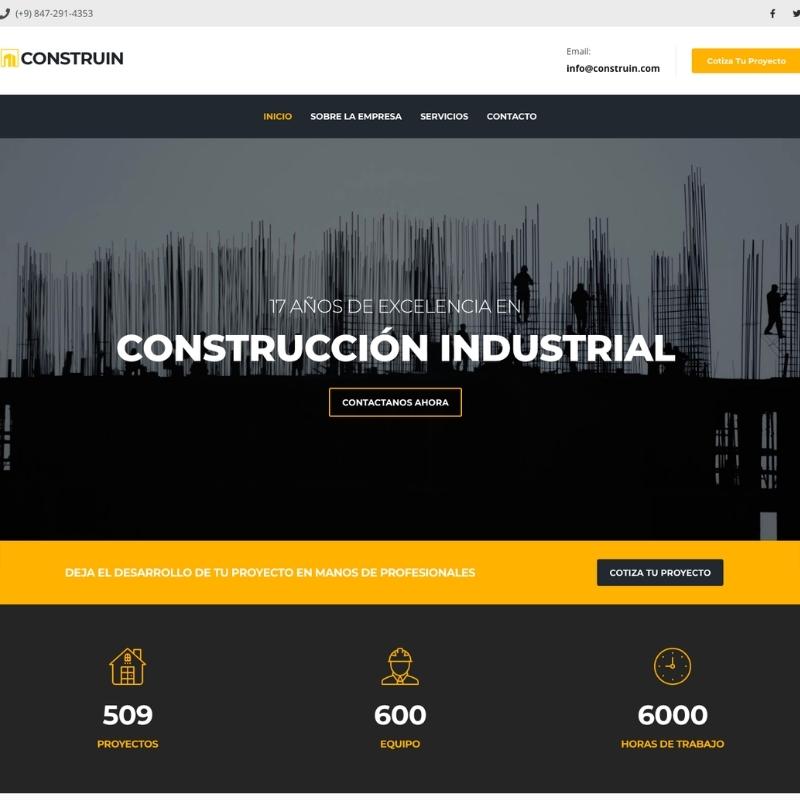 (+9) 847-291-4353
CONSTRUIN
Email:
info@construin.com
Cotiza Tu Proyecto
INICIO SOBRE LA EMPRESA SERVICIOS CONTACTO
17 AÑOS DE EXCELENCIA EN
CONSTRUCCIÓN INDUSTRIAL
CONTACTANOS AHORA
DEJA EL DESARROLLO DE TU PROYECTO EN MANOS DE PROFESIONALES
COTIZA TU PROYECTO
509
PROYECTOS
600
EQUIPO
6000
HORAS DE TRABAJO